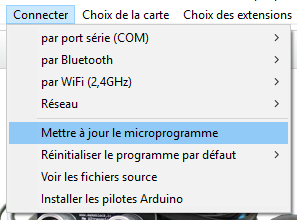 Connecter Choix de la carte Choix des extensions
par port série (COM)
par Bluetooth
par WiFi (2,4GHz)
Réseau
Mettre à jour le microprogramme
Réinitialiser le programme par défaut
Voir les fichiers source
Installer les pilotes Arduino